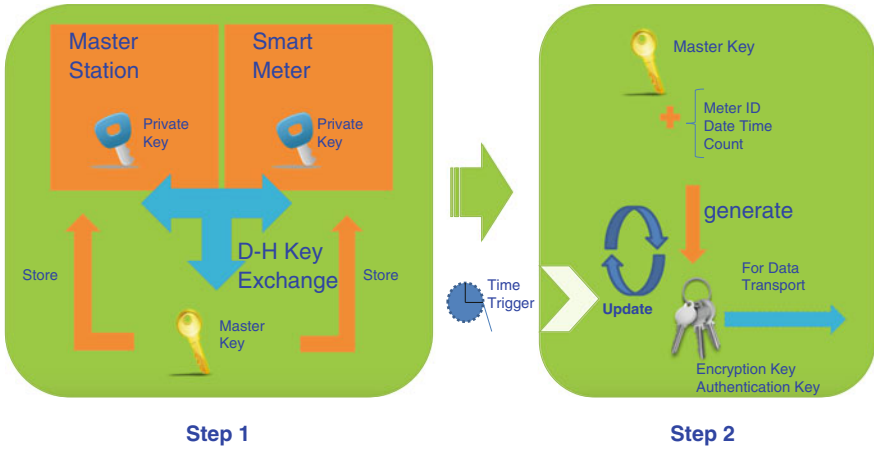 Master
Station
Smart
Meter
Private
Key
Private
Key
D-H Key
Exchange
Store
Store
Master
Key
Step 1
Time
Trigger
Master Key
Meter ID
Date Time
Count
generate
Update
For Data
Transport
Encryption Key
Authentication Key
Step 2